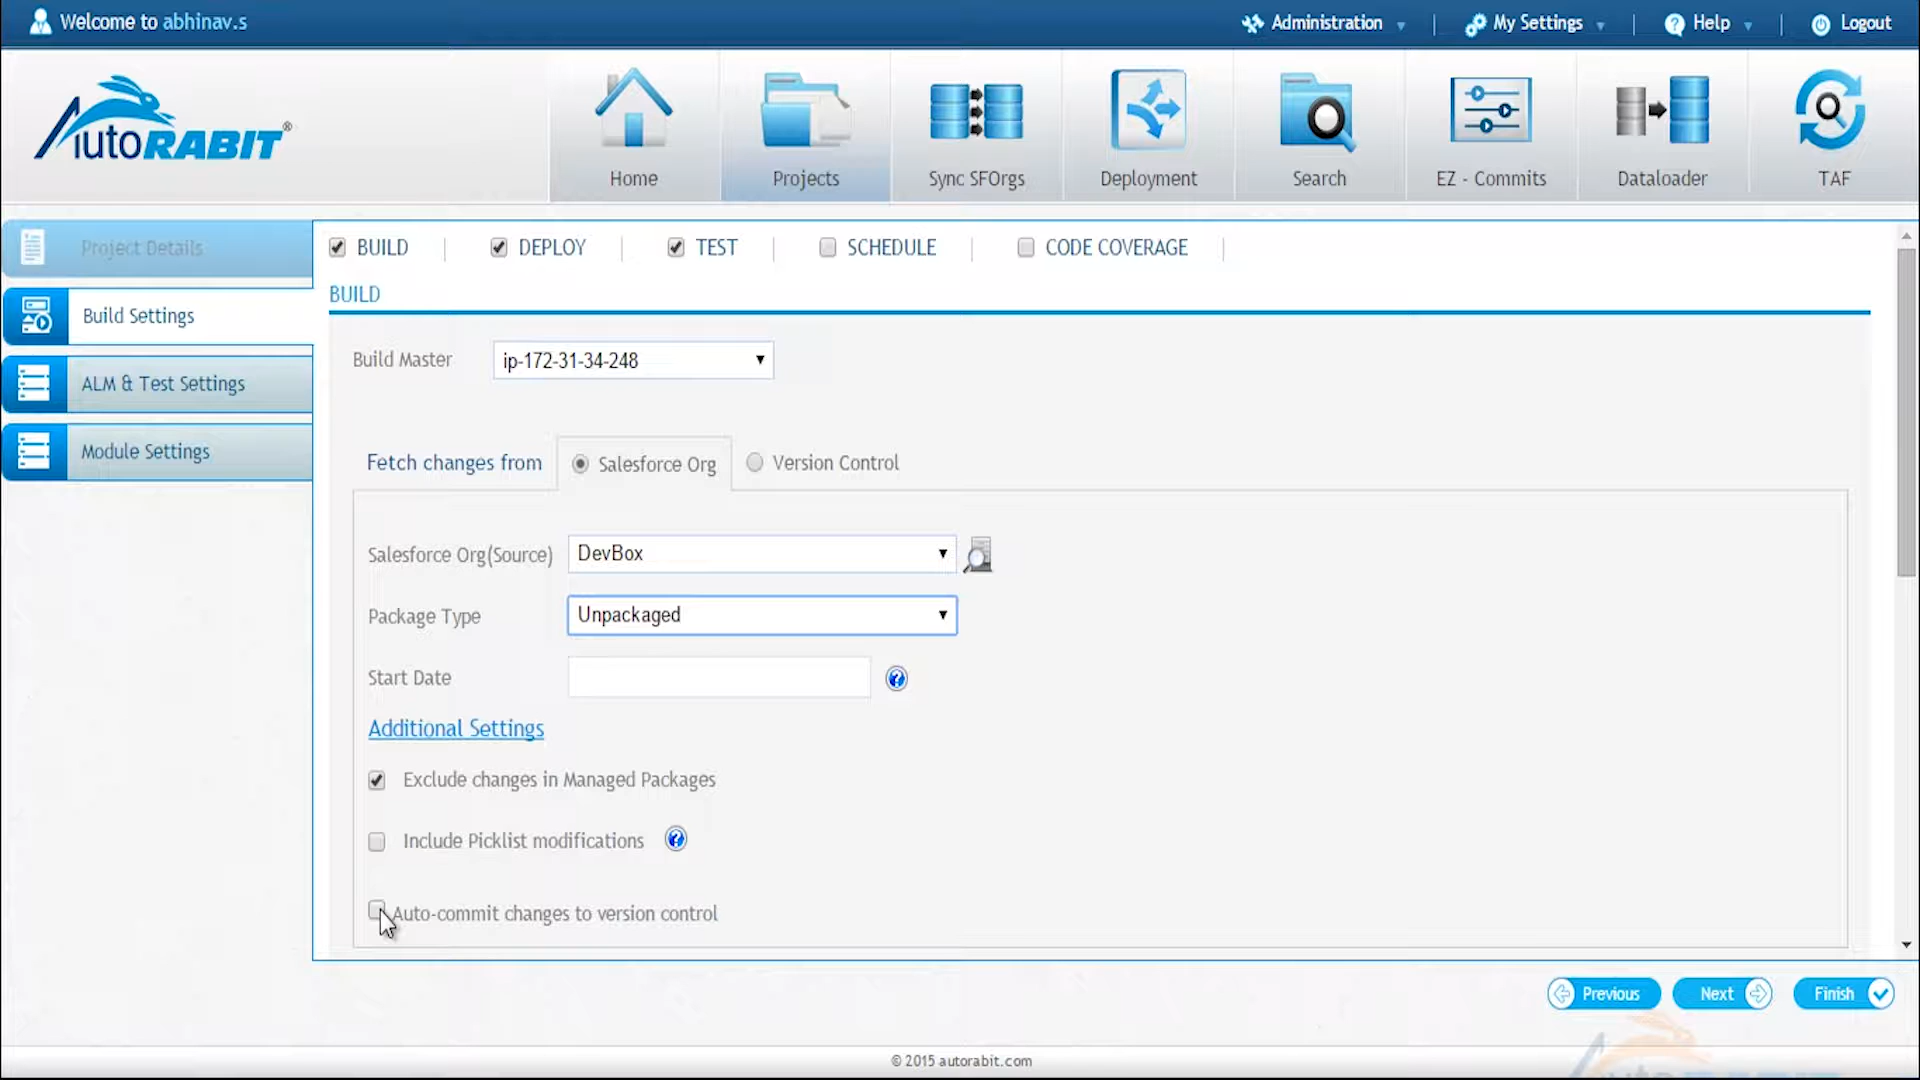 Welcome to abhinav.s
Administration
My Settings
Help
Logout
AutoRABIT®
Home
Projects
Sync SFOrgs
Deployment
Search
EZ - Commits
Dataloader
TAF
Project Details
Build Settings
ALM & Test Settings
Module Settings
BUILD
DEPLOY
TEST
SCHEDULE
CODE COVERAGE
BUILD
Build Master
ip-172-31-34-248
Fetch changes from
Salesforce Org
Version Control
Salesforce Org(Source)
DevBox
Package Type
Unpackaged
Start Date
Additional Settings
Exclude changes in Managed Packages
Include Picklist modifications
Auto-commit changes to version control
Previous
Next
Finish
© 2015 autorabit.com